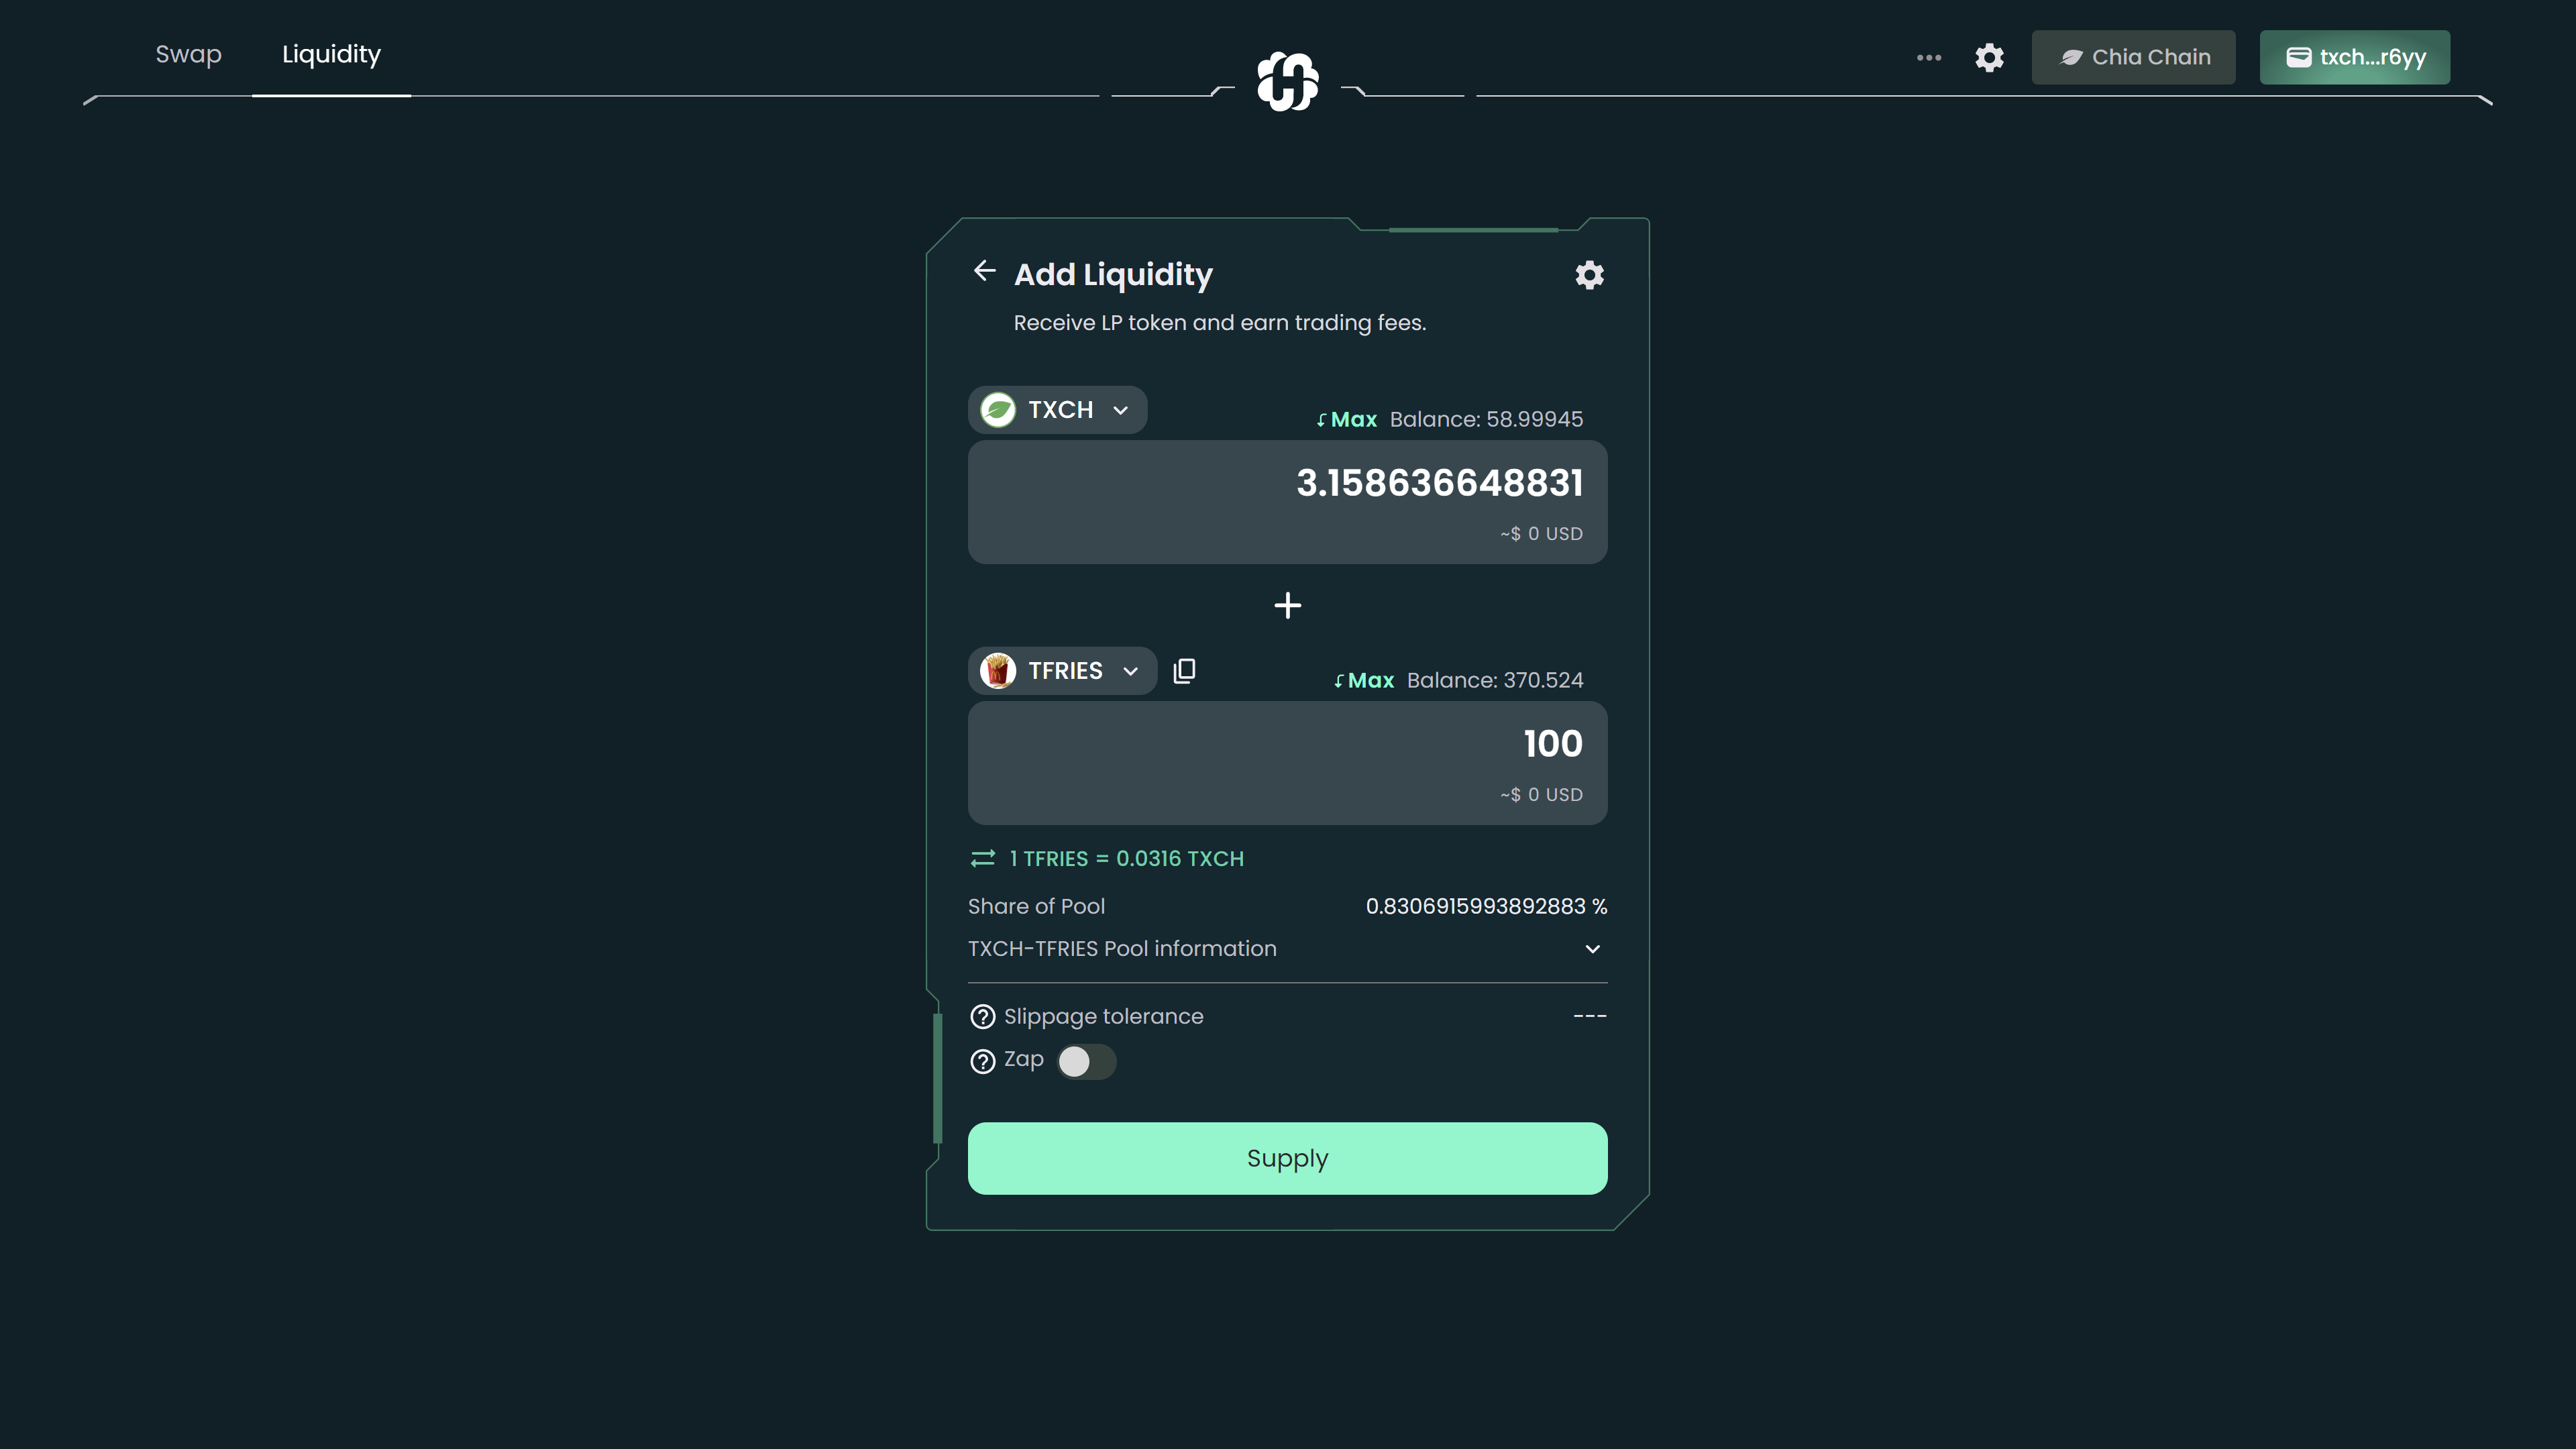 Swap
Liquidity
Chia Chain
txch...r6yy
Add Liquidity
Receive LP token and earn trading fees.
TXCH
Max Balance: 58.99945
3.158636648831
~$ 0 USD
TFRIES
Max Balance: 370.524
100
~$ 0 USD
1 TFRIES = 0.0316 TXCH
Share of Pool 0.8306915993892883 %
TXCH-TFRIES Pool information
Slippage tolerance ---
Zap
Supply